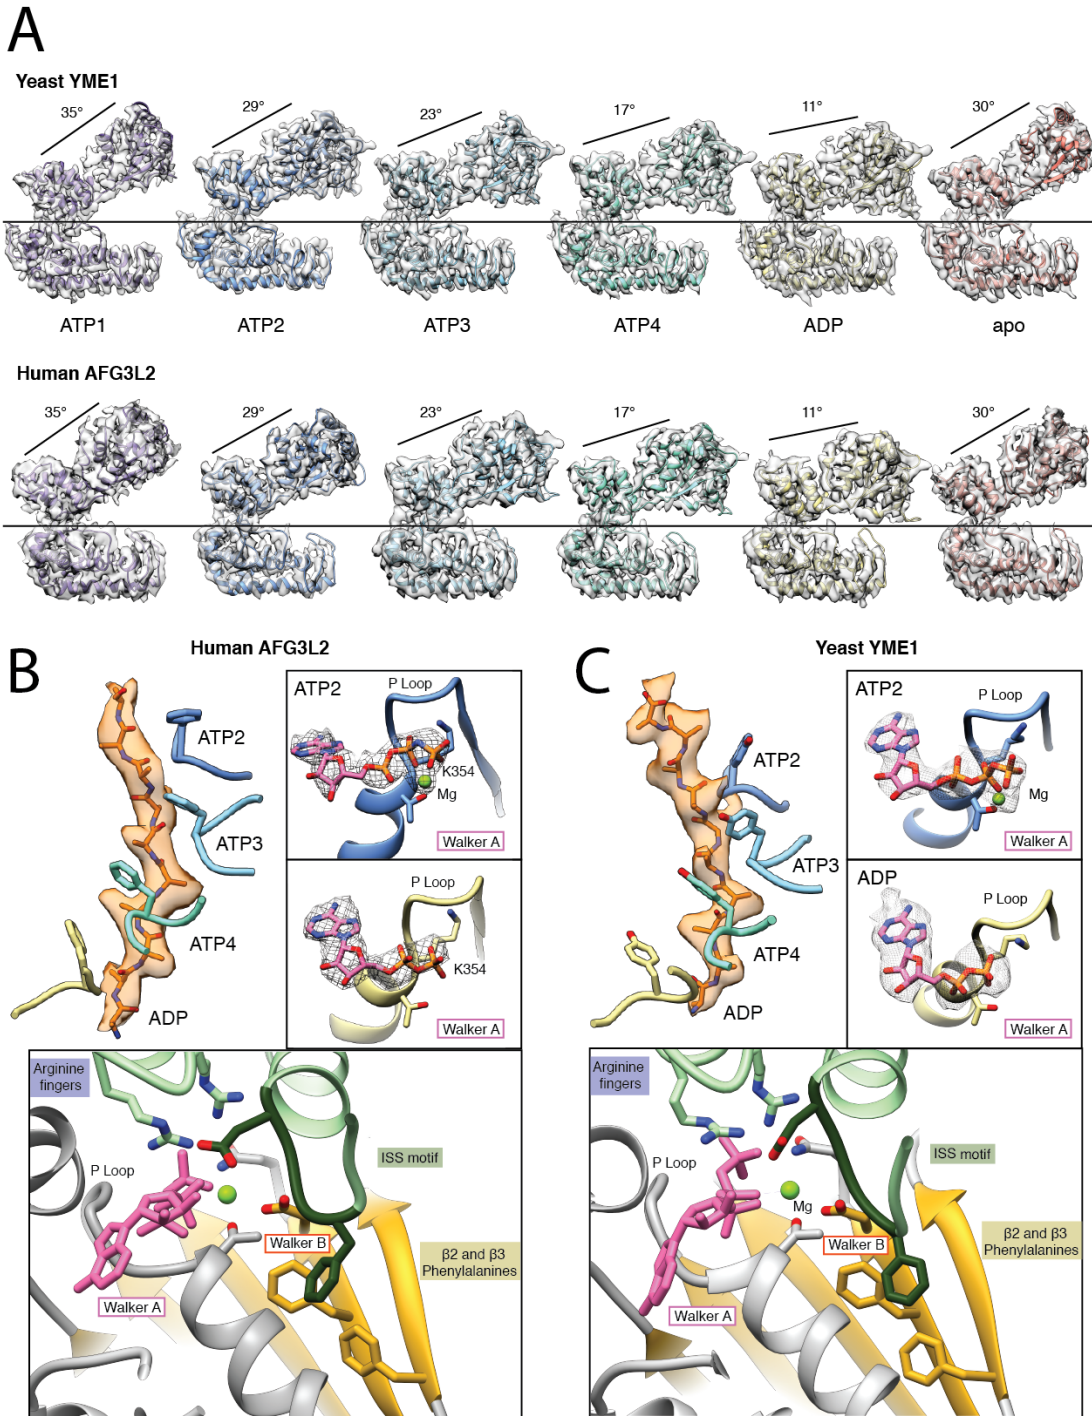 A
Yeast YME1
35° 29° 23° 17° 11° 30°
ATP1 ATP2 ATP3 ATP4 ADP apo
Human AFG3L2
35° 29° 23° 17° 11° 30°
B
Human AFG3L2
ATP2
ATP3
ATP4
ADP
ATP2
P Loop
K354
Mg
Walker A
P Loop
K354
Walker A
Arginine
fingers
P Loop
ISS motif
Walker B
β2 and β3
Phenylalanines
Walker A
C
Yeast YME1
ATP2
ATP3
ATP4
ADP
ATP2
P Loop
Mg
Walker A
ADP
P Loop
Walker A
Arginine
fingers
P Loop
ISS motif
Mg
Walker B
β2 and β3
Phenylalanines
Walker A